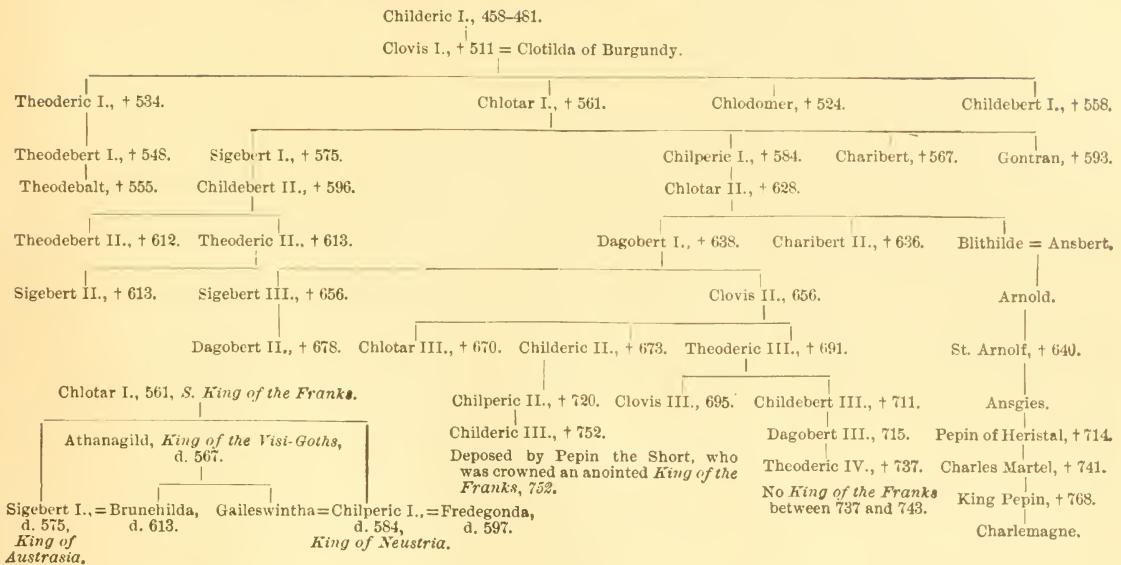 Childeric I., 458-481.
Clovis I., † 511 = Clotilda of Burgundy.
Theoderic I., † 534.
Chlotar I., † 561.
Chlodomer, † 524.
Childebert I., † 558.
Theodebert I., † 548.
Sigebert I., † 575.
Chilperic I., † 584.
Charibert, † 567.
Gontran, † 593.
Theodebalt, † 555.
Childebert II., † 596.
Chlotar II., † 628.
Theodebert II., † 612.
Theoderic II., † 613.
Dagobert I., † 638.
Charibert II., † 636.
Blithilde = Ansbert,
Sigebert II., † 613.
Sigebert III., † 656.
Clovis II., 656.
Arnold.
Dagobert II., † 678.
Chlotar III., † 670.
Childeric II., † 673.
Theoderic III., † 691.
St. Arnolf, † 640.
Chlotar I., 561, S. King of the Franks.
Chilperic II., † 720.
Clovis III., 695.
Childebert III., † 711.
Ansgies.
Athanagild, King of the Visi-Goths,
d. 567.
Childeric III., † 752.
Deposed by Pepin the Short, who
was crowned an anointed King of the
Franks, 752.
Dagobert III., 715.
Theoderic IV., † 737.
No King of the Franks
between 737 and 743.
Pepin of Heristal, † 714.
Charles Martel, † 741.
King Pepin, † 768.
Charlemagne.
Sigebert I., = Brunehilda, Gaileswintha = Chilperic I., = Fredegonda,
d. 575, d. 613. d. 584, d. 597.
King of King of Neustria.
Austrasia.